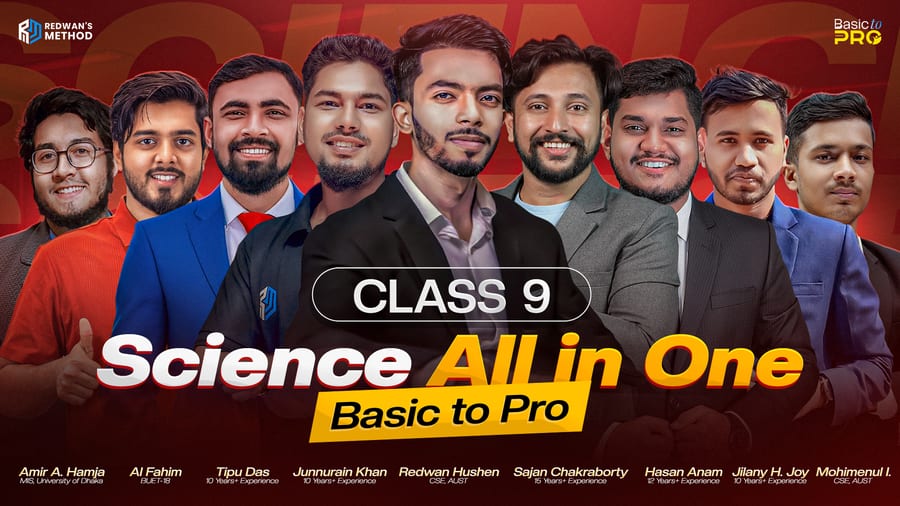 REDWAN'S
METHOD
Basic to
PRO
CLASS 9
Science All in One
Basic to Pro
Amir A. Hamja
MIS, University of Dhaka
Al Fahim
BUET-18
Tipu Das
10 Years+ Experience
Junnurain Khan
10 Years+ Experience
Redwan Hushen
CSE, AUST
Sajan Chakraborty
15 Years+ Experience
Hasan Anam
12 Years+ Experience
Jilany H. Joy
10 Years+ Experience
Mohimenul I.
CSE, AUST